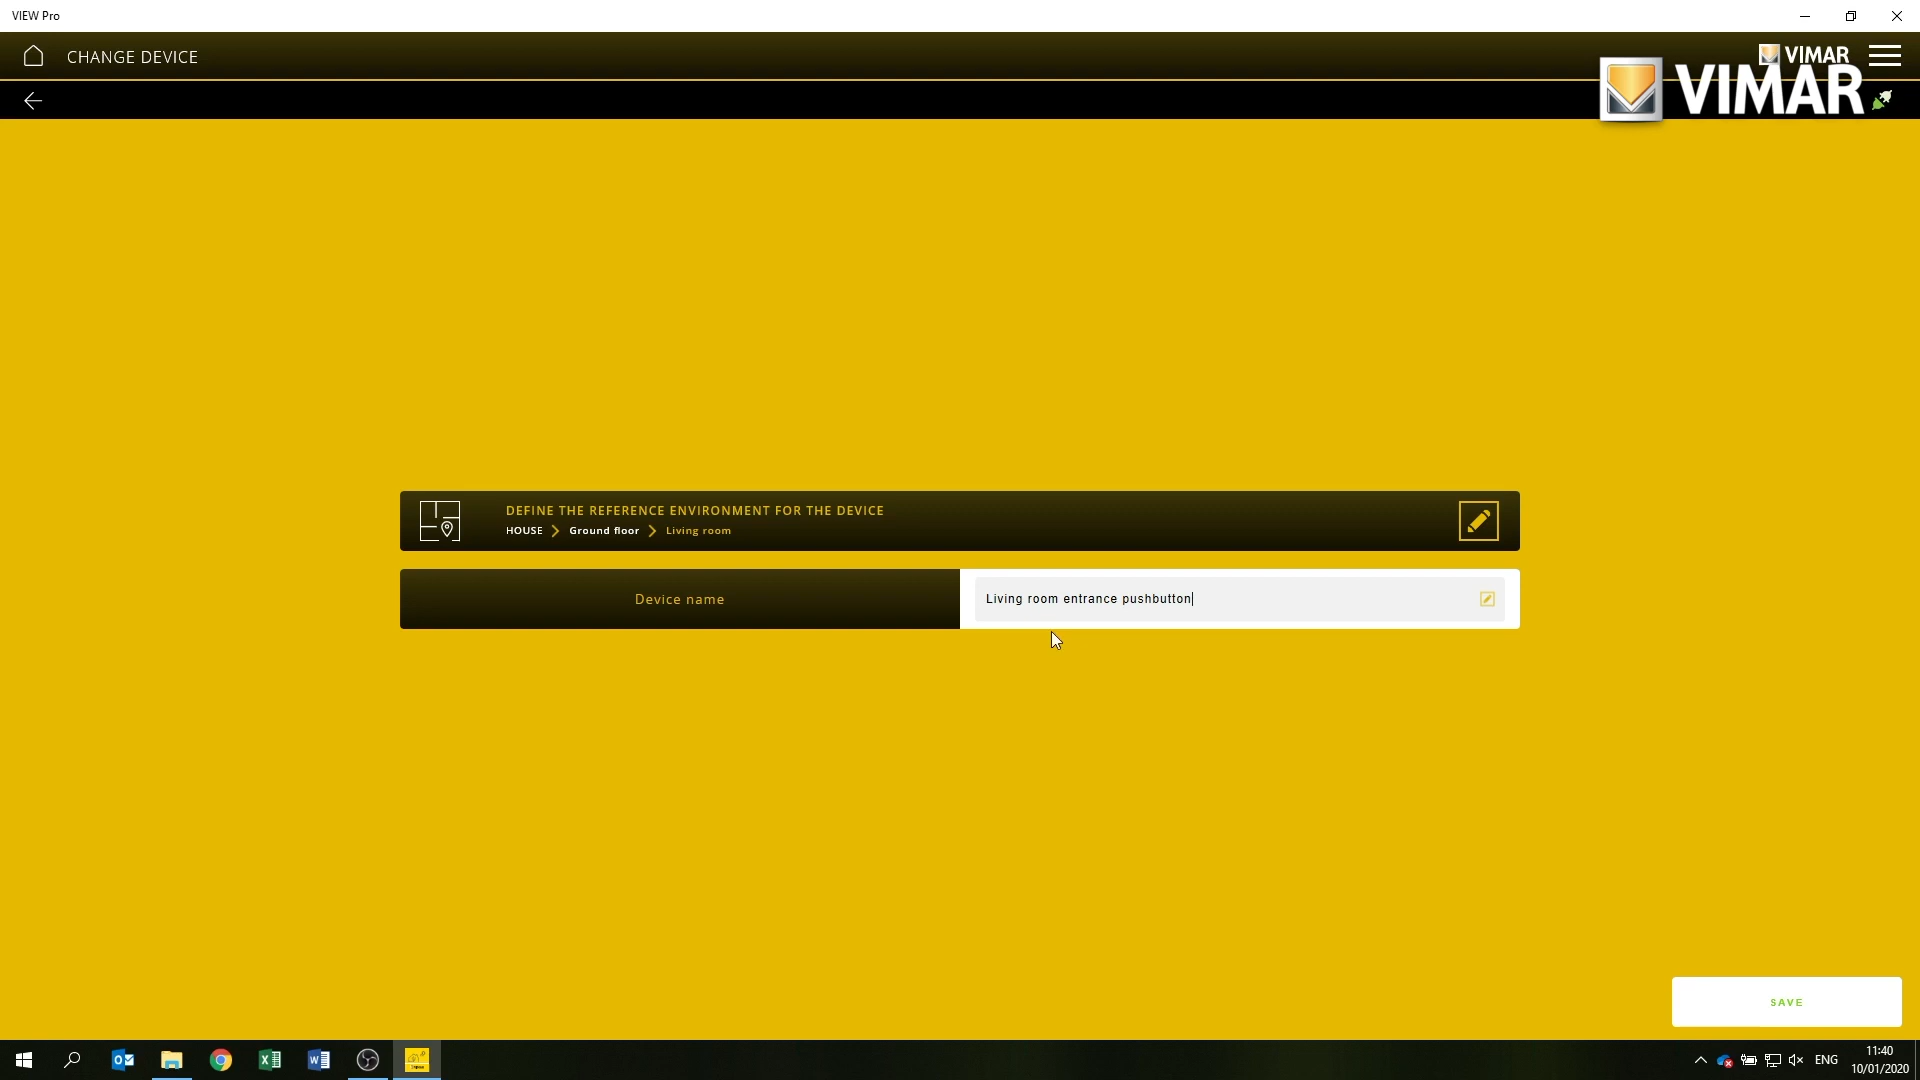 VIEW Pro
CHANGE DEVICE
VIMAR
VIMAR
DEFINE THE REFERENCE ENVIRONMENT FOR THE DEVICE
HOUSE Ground floor Living room
Device name
Living room entrance pushbutton
SAVE
ENG
11:40
10/01/2020